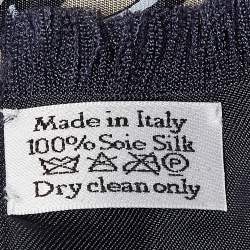 Made in Italy
100% Soie Silk
Dry clean only